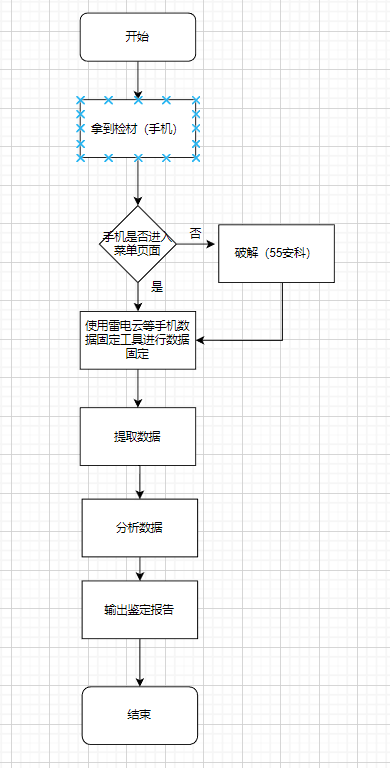 开始
拿到检材（手机）
手机是否进入
菜单页面
否
破解（55安科）
是
使用雷电云等手机数
据固定工具进行数据
固定
提取数据
分析数据
输出鉴定报告
结束